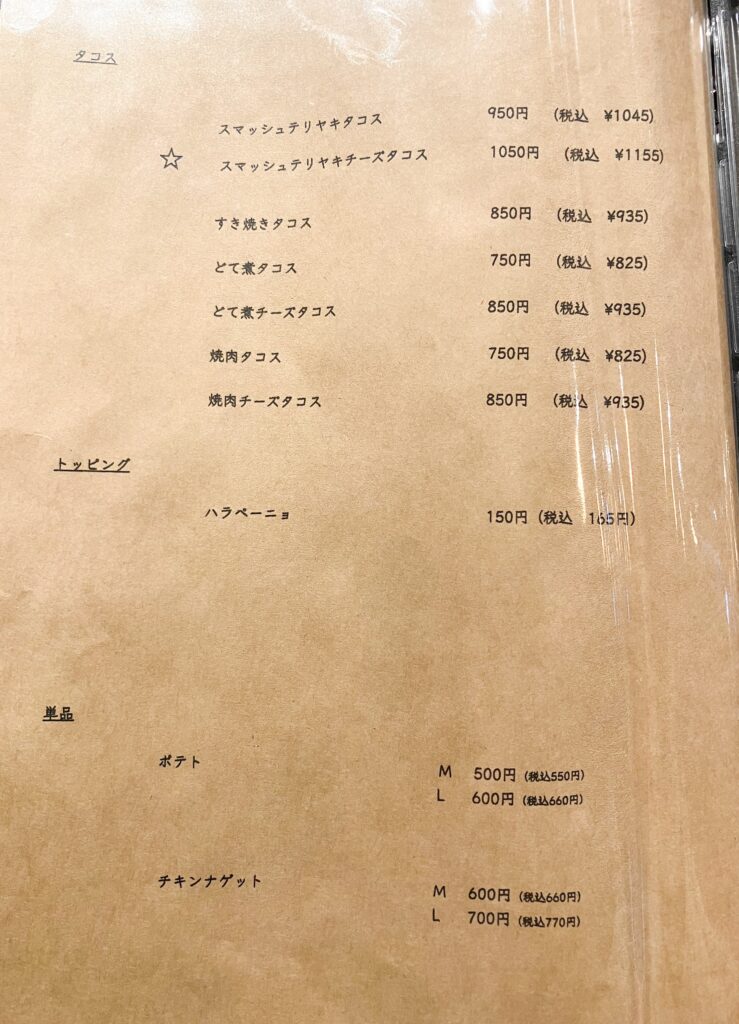 タコス
スマッシュテリヤキタコス 950円 (税込 ¥1045)
☆ スマッシュテリヤキチーズタコス 1050円 (税込 ¥1155)
すき焼きタコス 850円 (税込 ¥935)
どて煮タコス 750円 (税込 ¥825)
どて煮チーズタコス 850円 (税込 ¥935)
焼肉タコス 750円 (税込 ¥825)
焼肉チーズタコス 850円 (税込 ¥935)
トッピング
ハラペーニョ 150円 (税込 165円)
単品
ポテト M 500円 (税込550円)
L 600円 (税込660円)
チキンナゲット M 600円 (税込660円)
L 700円 (税込770円)